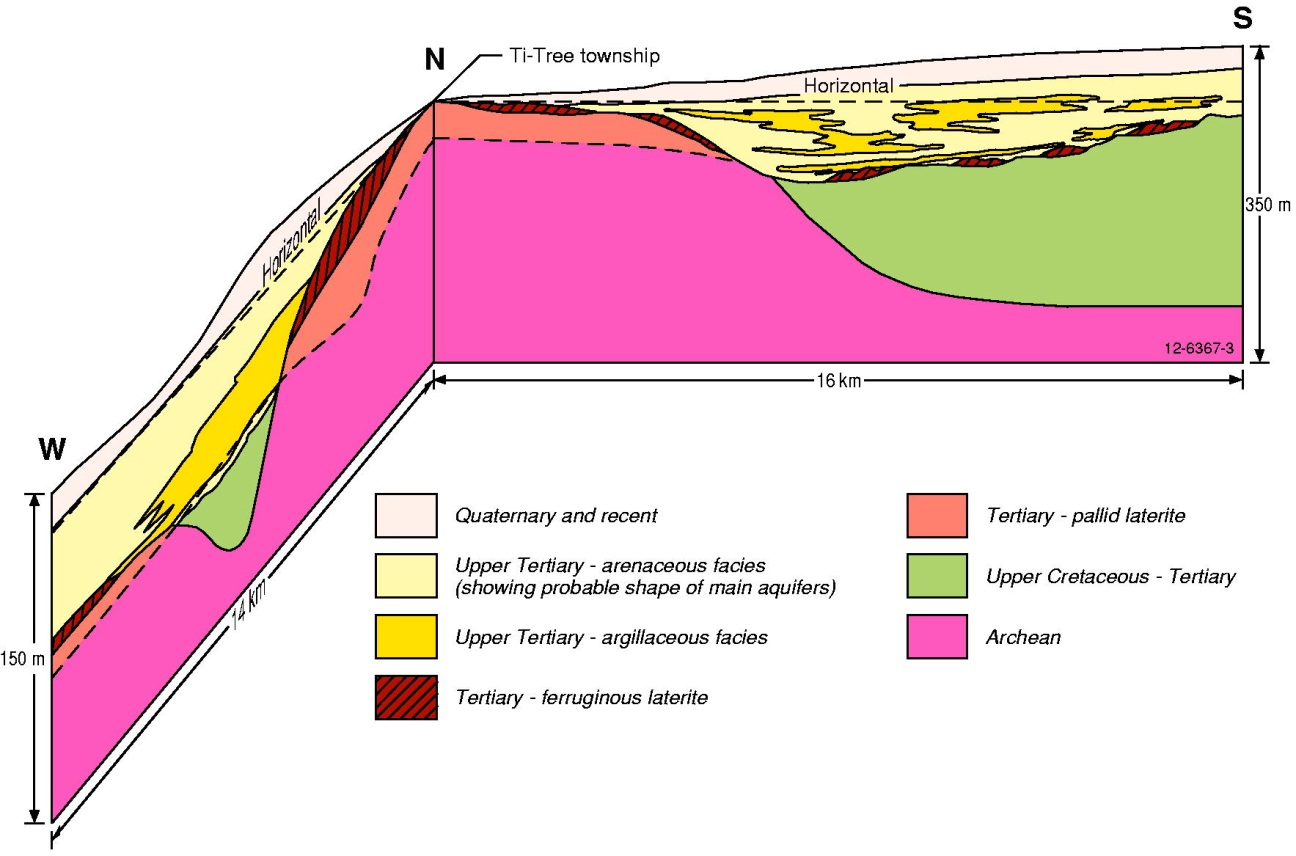 S
N
Ti-Tree township
Horizontal
Horizontal
350 m
12-6367-3
16 km
W
14 km
150 m
Quaternary and recent
Upper Tertiary - arenaceous facies
(showing probable shape of main aquifers)
Upper Tertiary - argillaceous facies
Tertiary - ferruginous laterite
Tertiary - pallid laterite
Upper Cretaceous - Tertiary
Archean